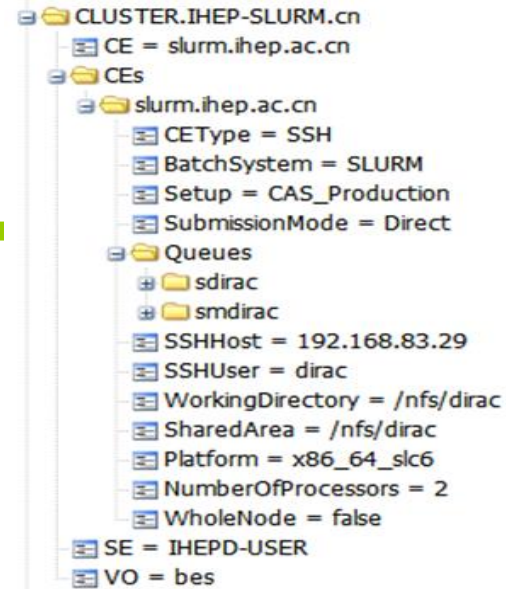 CLUSTER.IHEP-SLURM.cn
CE = slurm.ihep.ac.cn
CEs
slurm.ihep.ac.cn
CEType = SSH
BatchSystem = SLURM
Setup = CAS_Production
SubmissionMode = Direct
Queues
sdirac
smdirac
SSHHost = 192.168.83.29
SSHUser = dirac
WorkingDirectory = /nfs/dirac
SharedArea = /nfs/dirac
Platform = x86_64_slc6
NumberOfProcessors = 2
WholeNode = false
SE = IHEPD-USER
VO = bes